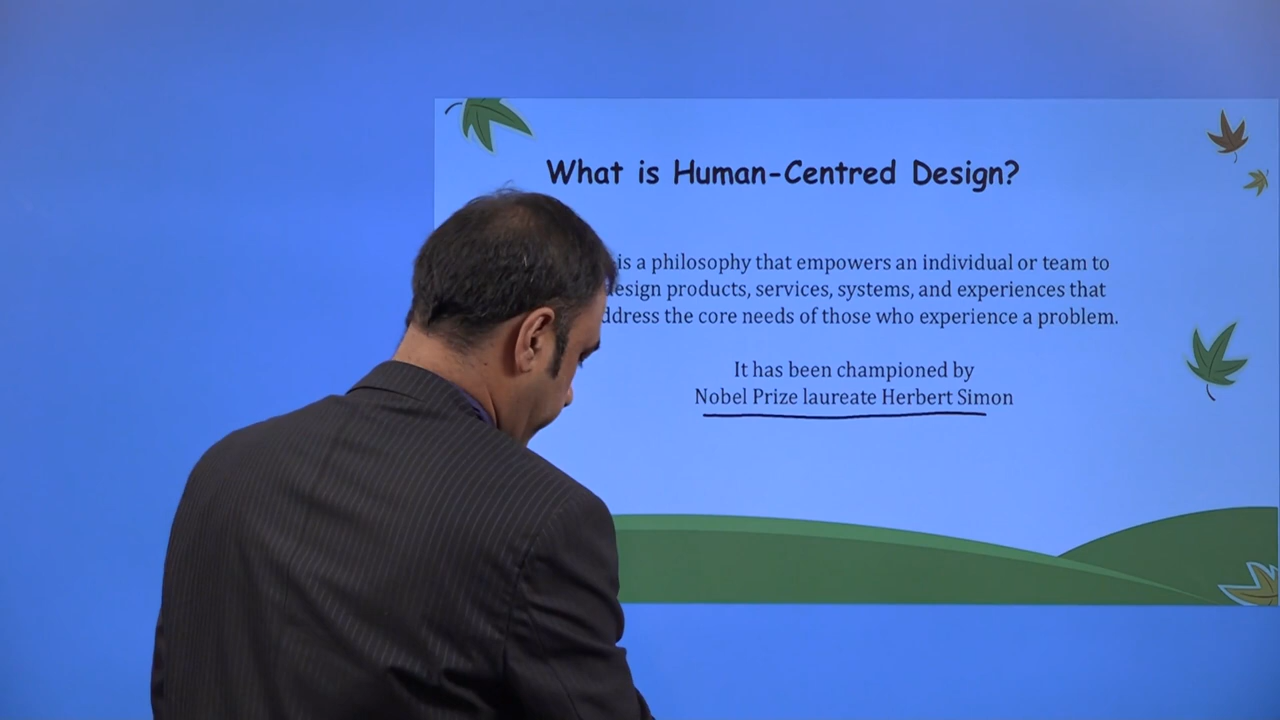 What is Human-Centred Design?
is a philosophy that empowers an individual or team to
products, services, systems, and experiences that
the core needs of those who experience a problem.
It has been championed by
Nobel Prize laureate Herbert Simon